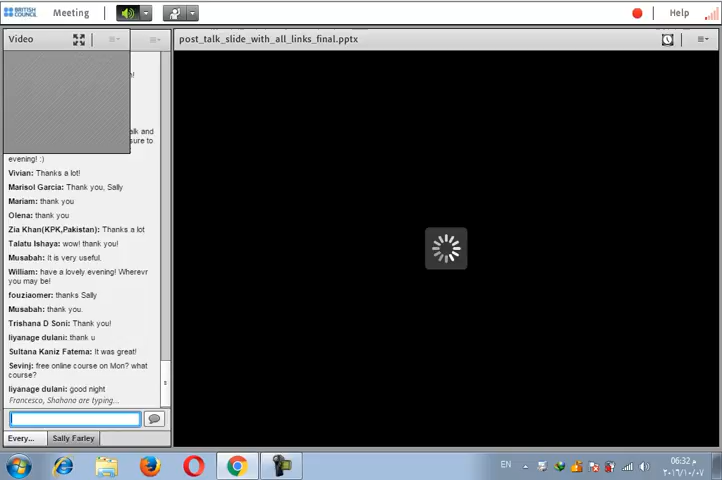 BRITISH COUNCIL
Meeting
Help
Video
post_talk_slide_with_all_links_final.pptx
evening! :)
Vivian: Thanks a lot!
Marisol Garcia: Thank you, Sally
Mariam: thank you
Olena: thank you
Zia Khan(KPK,Pakistan): Thanks a lot
Talatu Ishaya: wow! thank you!
Musabah: It is very useful.
William: have a lovely evening! Wherevr
you may be!
fouziaomer: thanks Sally
Musabah: thank you.
Trishana D Soni: Thank you!
liyanage dulani: thank u
Sultana Kaniz Fatema: It was great!
Sevinj: free online course on Mon? what
course?
liyanage dulani: good night
Francesco, Shahana are typing...
Every...
Sally Farley
EN
06:32 م
٢٠١٦/١٠/٠٧